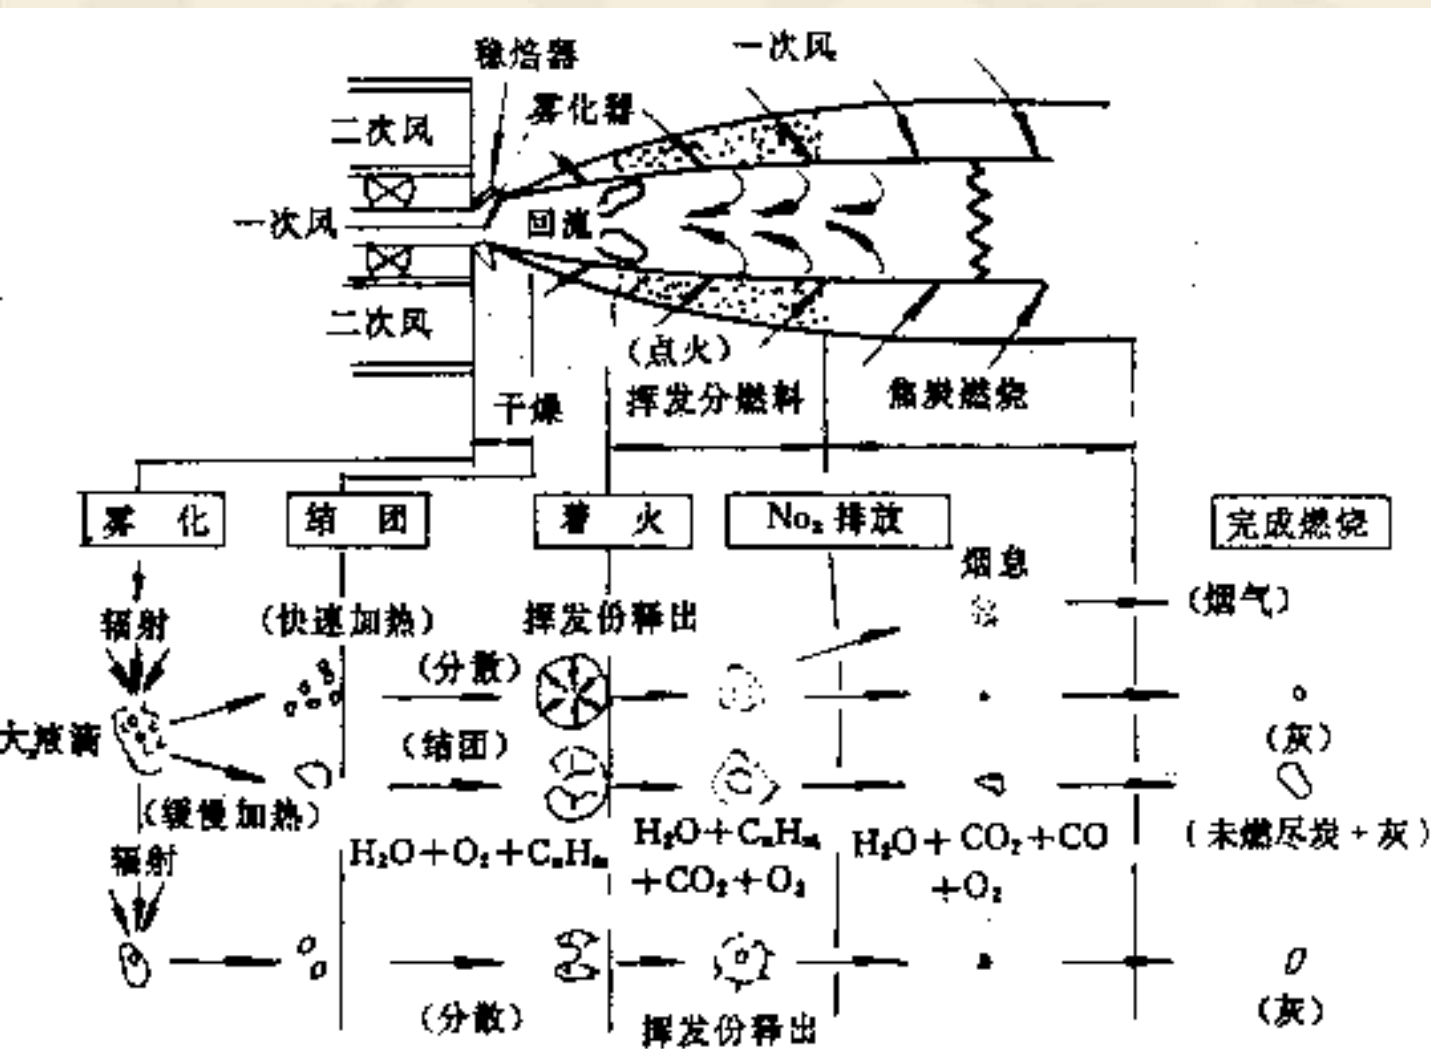 稳焰器
一次风
雾化器
二次风
一次风
回流
二次风
(点火)
干燥
挥发分燃料
焦炭燃烧
雾 化
结 团
着 火
No₂ 排放
完成燃烧
烟息
辐射
(快速加热)
挥发份释出
(烟气)
(分散)
大液滴
(结团)
(灰)
(缓慢加热)
H₂O+O₂+CₙHₘ
H₂O+CₙHₘ
+CO₂+O₂
H₂O+CO₂+CO
+O₂
(未燃尽炭+灰)
辐射
(分散)
挥发份释出
(灰)